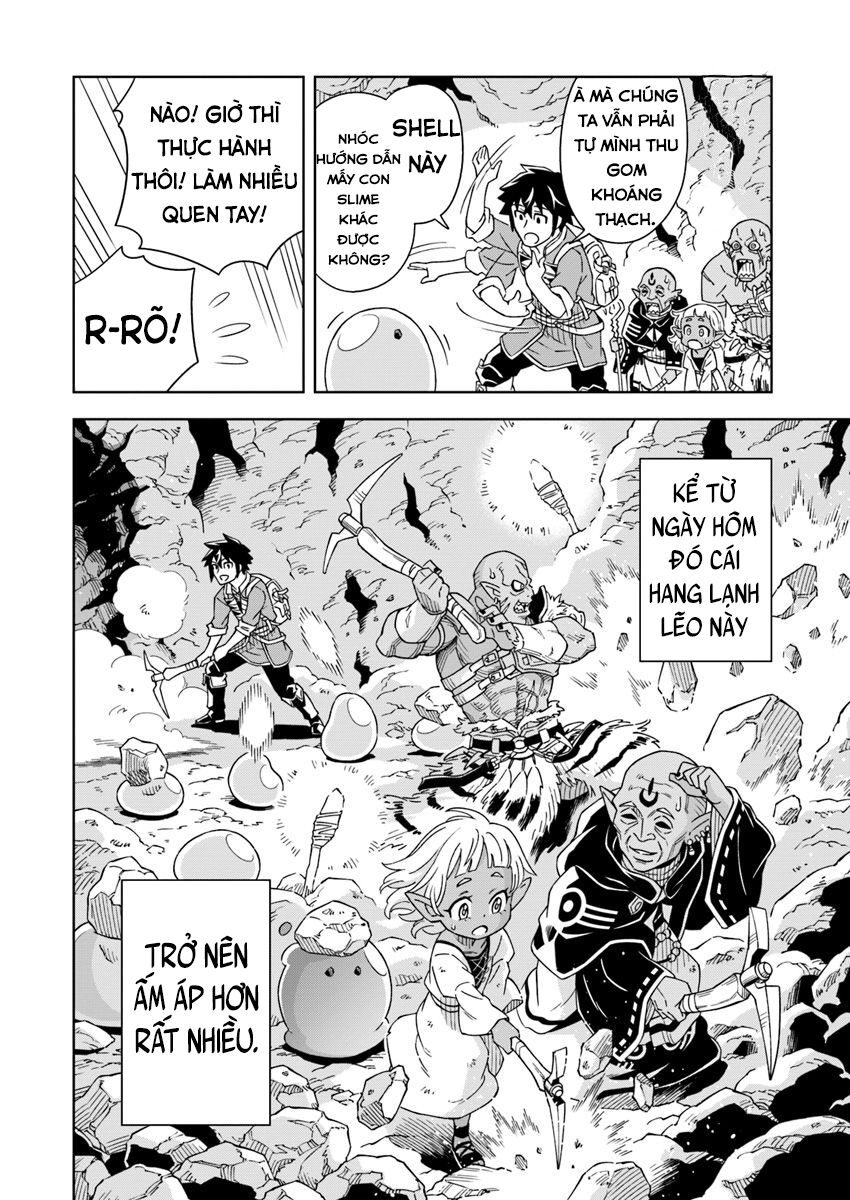 À MÀ CHÚNG
TA VẪN PHẢI
TỰ MÌNH THU
GOM
KHOÁNG
THẠCH.
SHELL
NÀY
NHÓC
HƯỚNG DẪN
MẤY CON
SLIME
KHÁC
ĐƯỢC
KHÔNG?
NÀO! GIỜ THÌ
THỰC HÀNH
THÔI! LÀM NHIỀU
QUEN TAY!
R-RÕ!
KỂ TỪ
NGÀY HÔM
ĐÓ CÁI
HANG LẠNH
LẼO NÀY
TRỞ NÊN
ẤM ÁP HƠN
RẤT NHIỀU.